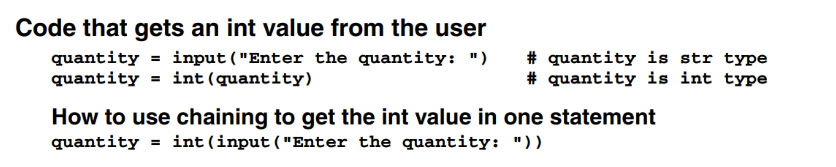 Code that gets an int value from the user
quantity = input("Enter the quantity: ")   # quantity is str type
quantity = int(quantity)                   # quantity is int type
How to use chaining to get the int value in one statement
quantity = int(input("Enter the quantity: "))